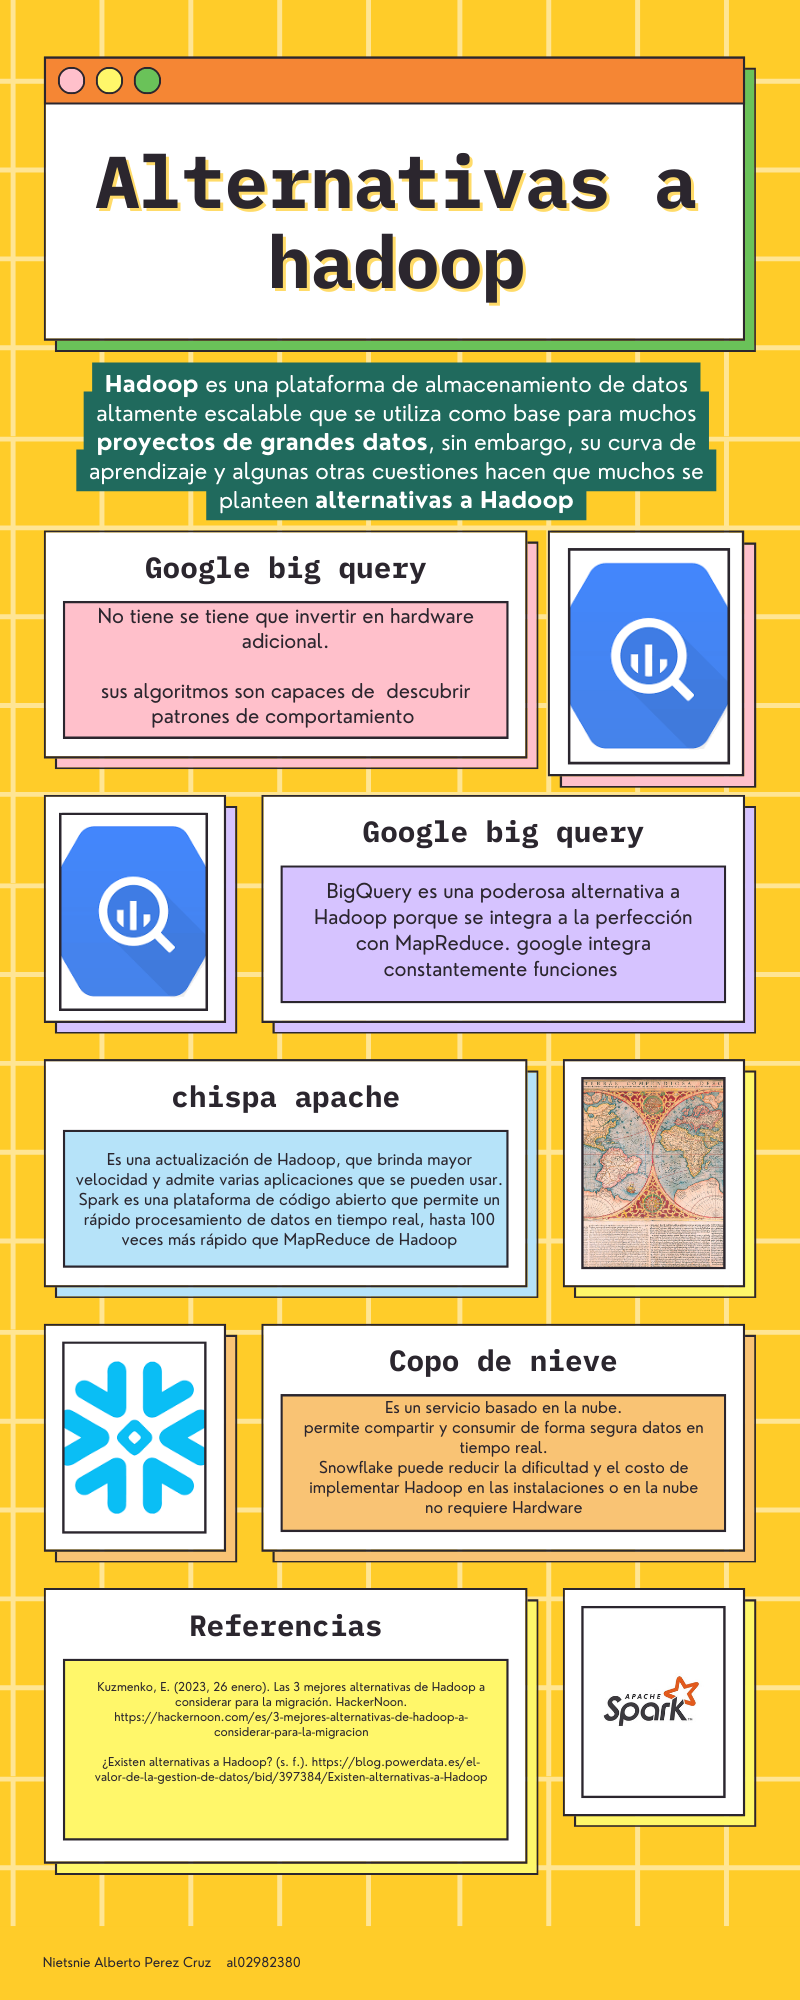 Alternativas a
hadoop
Hadoop es una plataforma de almacenamiento de datos
altamente escalable que se utiliza como base para muchos
proyectos de grandes datos, sin embargo, su curva de
aprendizaje y algunas otras cuestiones hacen que muchos se
planteen alternativas a Hadoop
Google big query
No tiene se tiene que invertir en hardware
adicional.
sus algoritmos son capaces de descubrir
patrones de comportamiento
Google big query
BigQuery es una poderosa alternativa a
Hadoop porque se integra a la perfección
con MapReduce. google integra
constantemente funciones
chispa apache
Es una actualización de Hadoop, que brinda mayor
velocidad y admite varias aplicaciones que se pueden usar.
Spark es una plataforma de código abierto que permite un
rápido procesamiento de datos en tiempo real, hasta 100
veces más rápido que MapReduce de Hadoop
Copo de nieve
Es un servicio basado en la nube.
permite compartir y consumir de forma segura datos en
tiempo real.
Snowflake puede reducir la dificultad y el costo de
implementar Hadoop en las instalaciones o en la nube
no requiere Hardware
Referencias
Kuzmenko, E. (2023, 26 enero). Las 3 mejores alternativas de Hadoop a
considerar para la migración. HackerNoon.
https://hackernoon.com/es/3-mejores-alternativas-de-hadoop-a-
considerar-para-la-migracion
¿Existen alternativas a Hadoop? (s. f.). https://blog.powerdata.es/el-
valor-de-la-gestion-de-datos/bid/397384/Existen-alternativas-a-Hadoop
APACHE
Spark
Nietsnie Alberto Perez Cruz al02982380